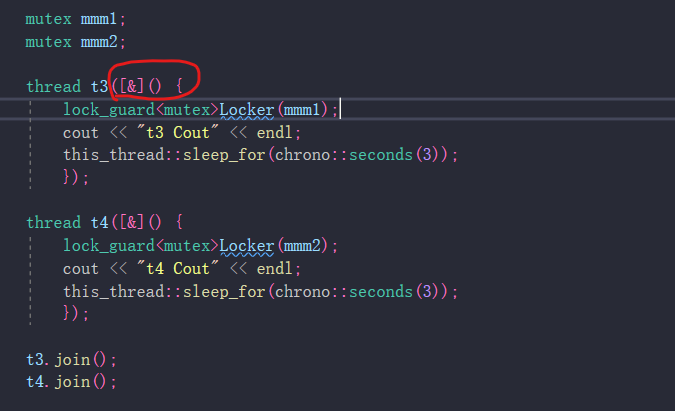 mutex mmm1;
mutex mmm2;
thread t3([&]() {
lock_guard<mutex>Locker(mmm1);
cout << "t3 Cout" << endl;
this_thread::sleep_for(chrono::seconds(3));
});
thread t4([&]() {
lock_guard<mutex>Locker(mmm2);
cout << "t4 Cout" << endl;
this_thread::sleep_for(chrono::seconds(3));
});
t3.join();
t4.join();